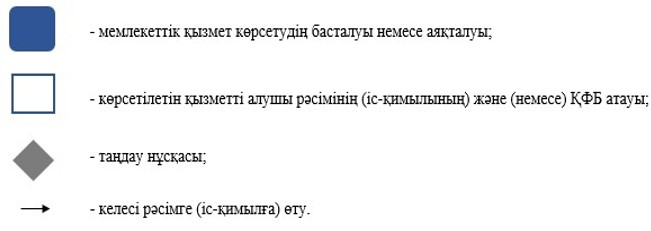 - мемлекеттік қызмет көрсетудің басталуы немесе аяқталуы;
- көрсетілетін қызметті алушы рәсімінің (іс-қимылының) және (немесе) ҚФБ атауы;
- таңдау нұсқасы;
- келесі рәсімге (іс-қимылға) өту.